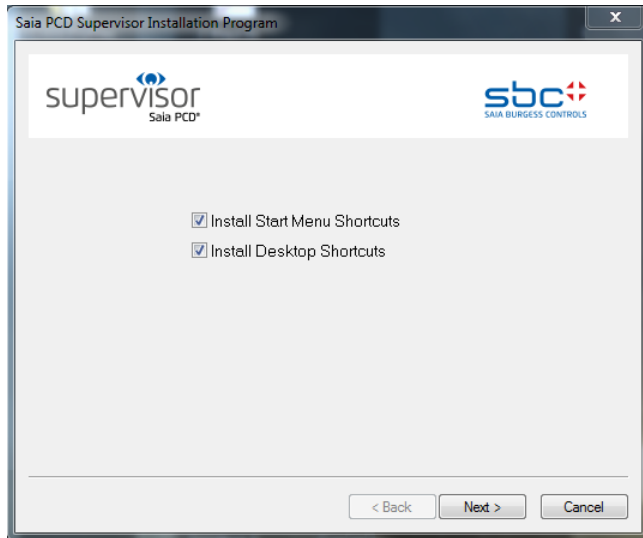 Saia PCD Supervisor Installation Program
x
supervisor
Saia PCD®
sbc
SAIA BURGESS CONTROLS
Install Start Menu Shortcuts
Install Desktop Shortcuts
< Back Next > Cancel